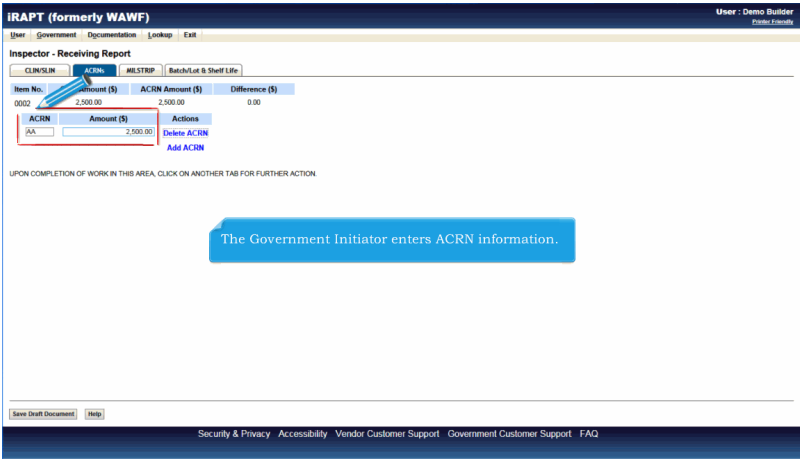 iRAPT (formerly WAWF)
User : Demo Builder
Printer Friendly
User Government Documentation Lookup Exit
Inspector - Receiving Report
CLIN/SLIN ACRNs MILSTRIP Batch/Lot & Shelf Life
Item No. Amount ($) ACRN Amount ($) Difference ($)
0002 2,500.00 2,500.00 0.00
ACRN Amount ($) Actions
AA 2,500.00 Delete ACRN
Add ACRN
UPON COMPLETION OF WORK IN THIS AREA, CLICK ON ANOTHER TAB FOR FURTHER ACTION.
The Government Initiator enters ACRN information.
Save Draft Document Help
Security & Privacy Accessibility Vendor Customer Support Government Customer Support FAQ